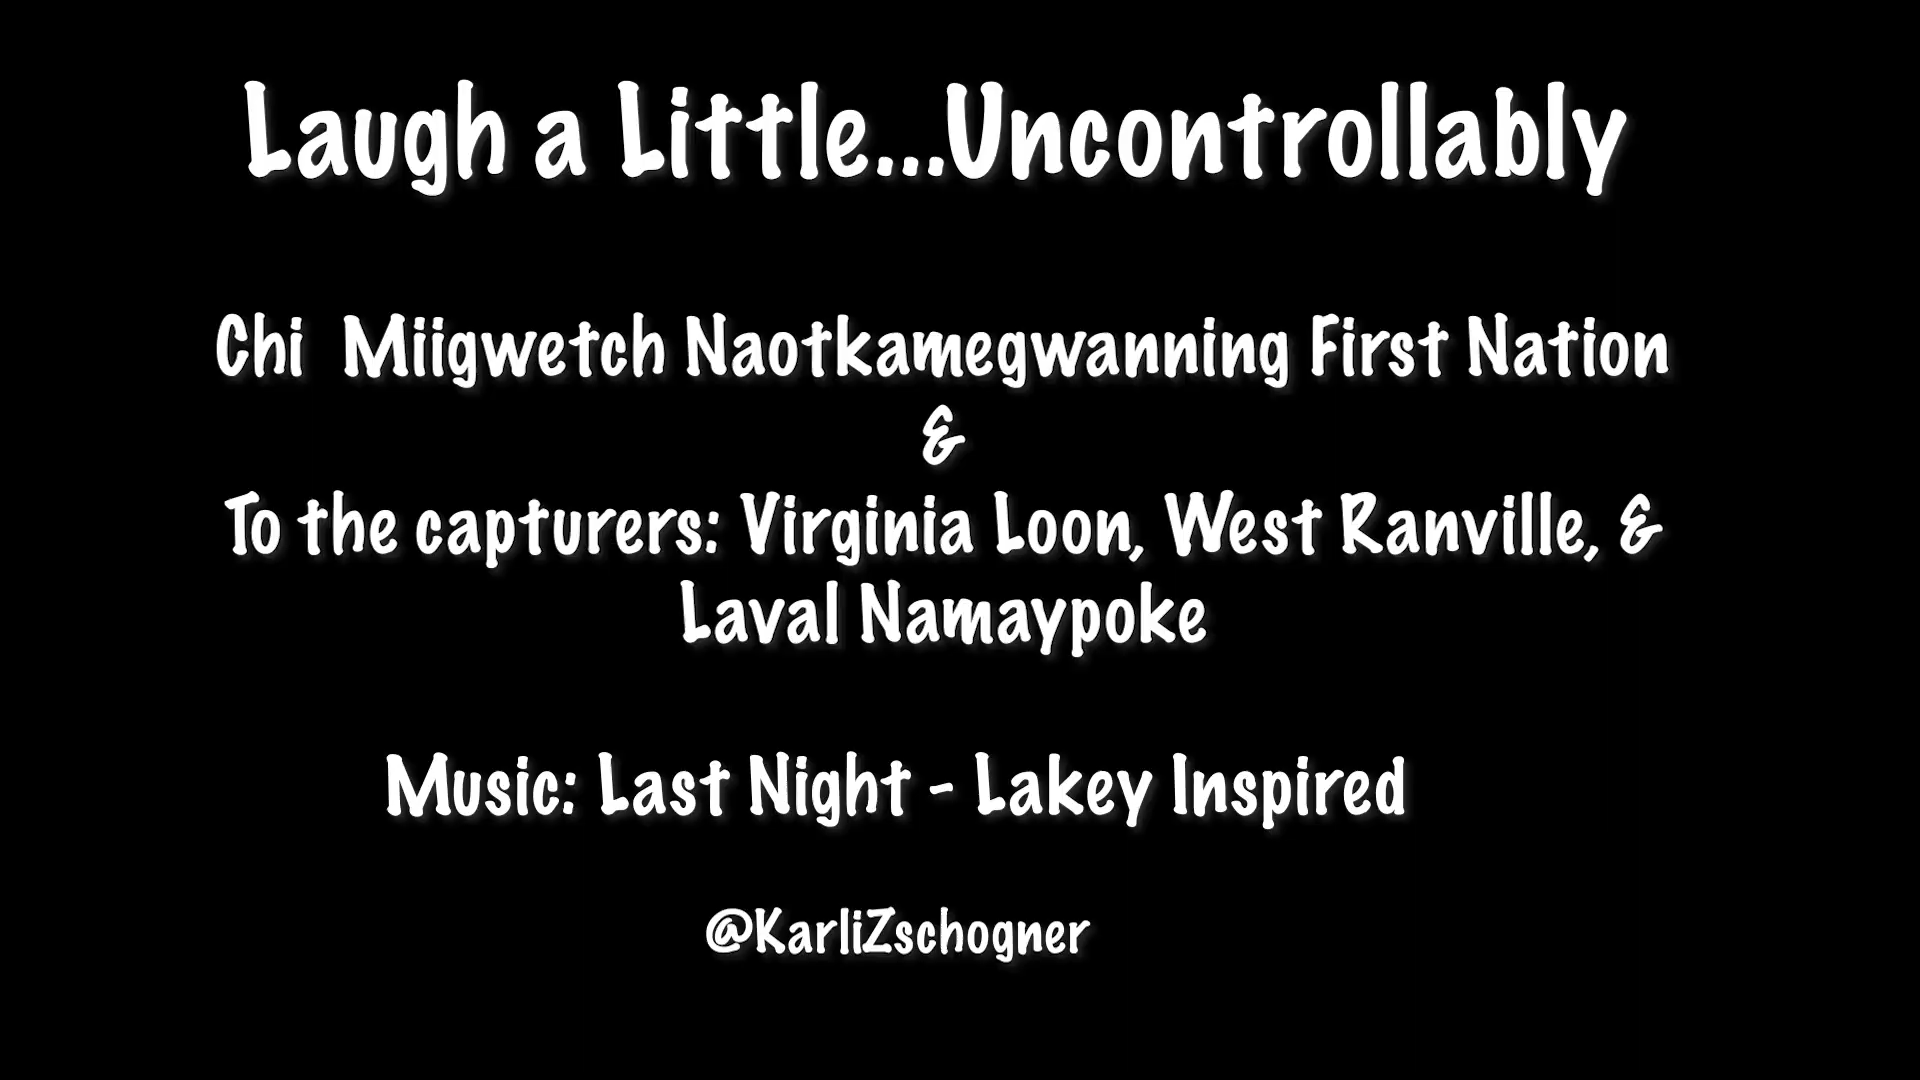 Laugh a Little...Uncontrollably
Chi  Miigwetch Naotkamegwanning First Nation
&
To the capturers: Virginia Loon, West Ranville, &
Laval Namaypoke
Music: Last Night - Lakey Inspired
@KarliZschogner